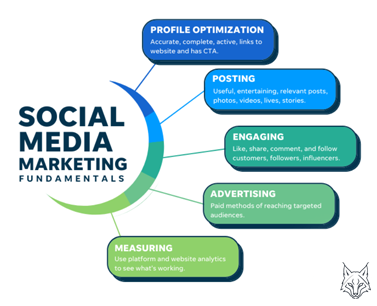 SOCIAL
MEDIA
MARKETING
FUNDAMENTALS
PROFILE OPTIMIZATION
Accurate, complete, active, links to
website and has CTA.
POSTING
Useful, entertaining, relevant posts,
photos, videos, lives, stories.
ENGAGING
Like, share, comment, and follow
customers, followers, influencers.
ADVERTISING
Paid methods of reaching targeted
audiences.
MEASURING
Use platform and website analytics
to see what's working.